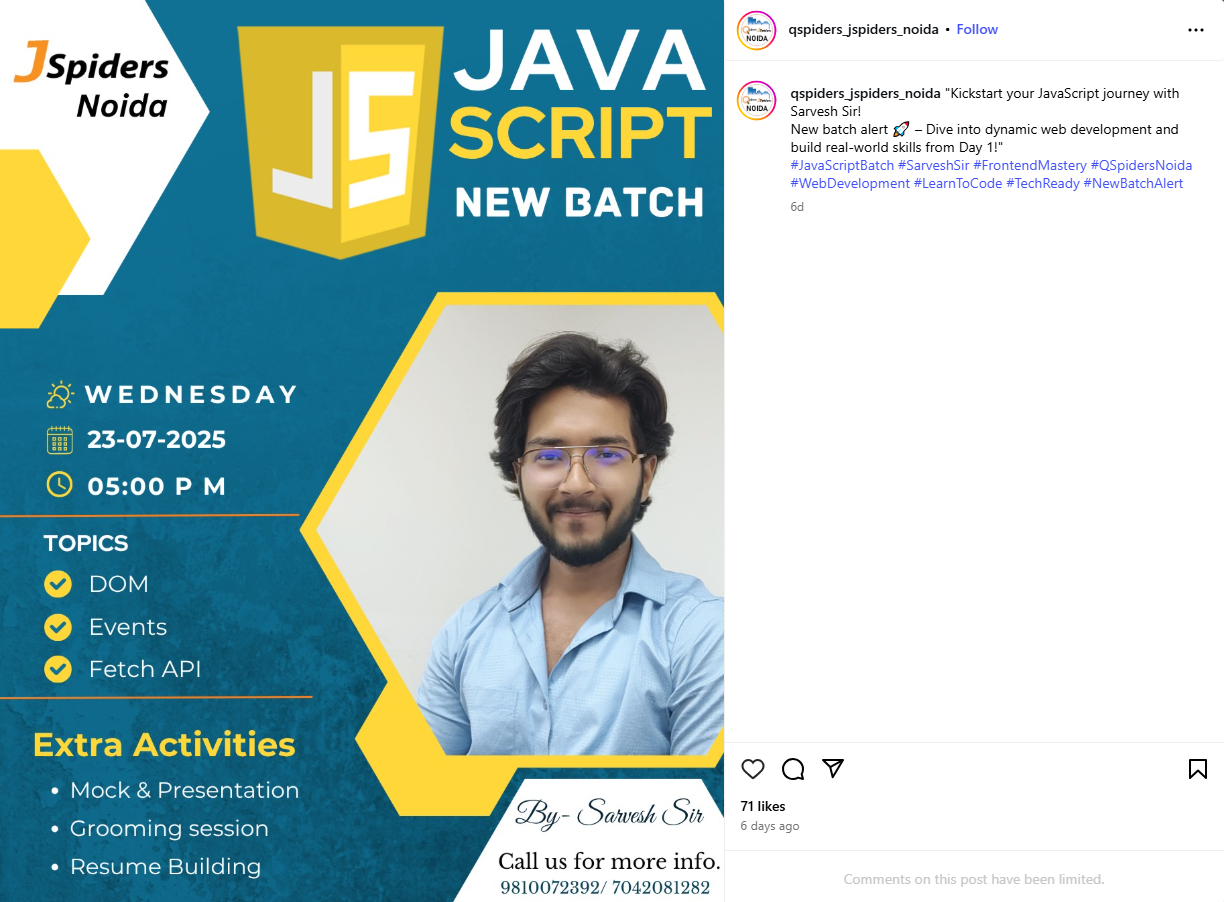 JSpiders
Noida
JS
JAVA
SCRIPT
NEW BATCH
WEDNESDAY
23-07-2025
05:00 P M
TOPICS
DOM
Events
Fetch API
Extra Activities
• Mock & Presentation
• Grooming session
• Resume Building
By- Sarvesh Sir
Call us for more info.
9810072392/ 7042081282
NOIDA
qspiders_jspiders_noida • Follow
NOIDA
qspiders_jspiders_noida "Kickstart your JavaScript journey with
Sarvesh Sir!
New batch alert 🚀 – Dive into dynamic web development and
build real-world skills from Day 1!"
#JavaScriptBatch #SarveshSir #FrontendMastery #QSpidersNoida
#WebDevelopment #LearnToCode #TechReady #NewBatchAlert
6d
71 likes
6 days ago
Comments on this post have been limited.